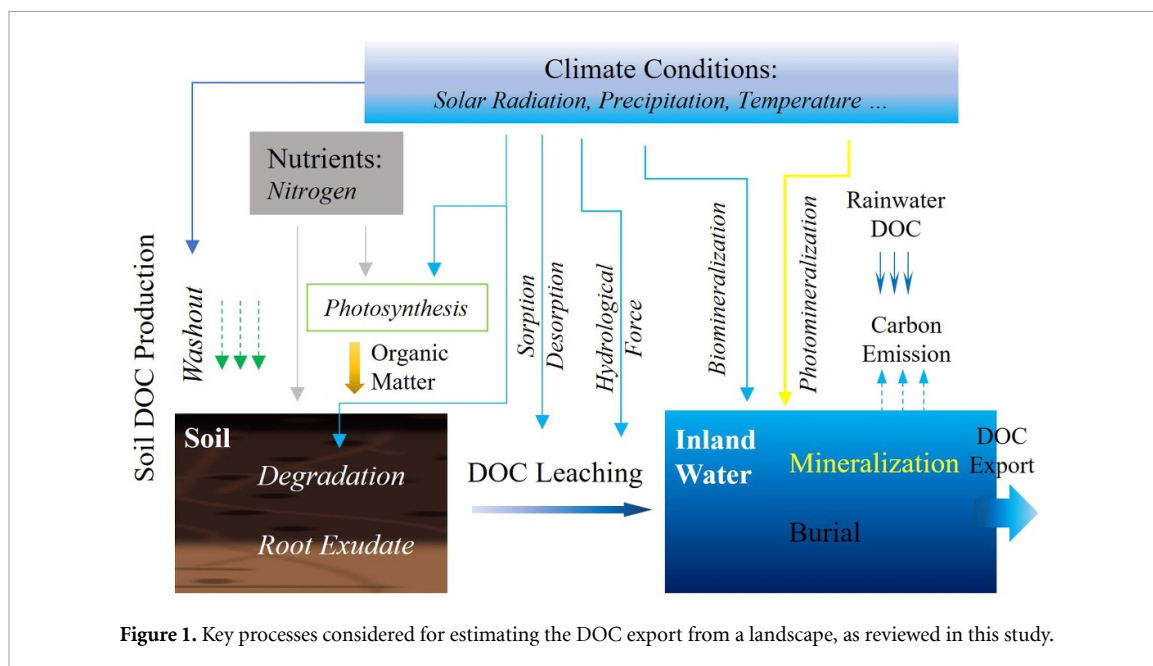 Climate Conditions:
Solar Radiation, Precipitation, Temperature ...
Nutrients:
Nitrogen
Soil DOC Production
Washout
Photosynthesis
Organic
Matter
Sorption
Desorption
Hydrological
Force
Biomineralization
Photomineralization
Rainwater
DOC
Carbon
Emission
Soil
Degradation
Root Exudate
DOC Leaching
Inland
Water
Mineralization
Burial
DOC
Export
Figure 1. Key processes considered for estimating the DOC export from a landscape, as reviewed in this study.